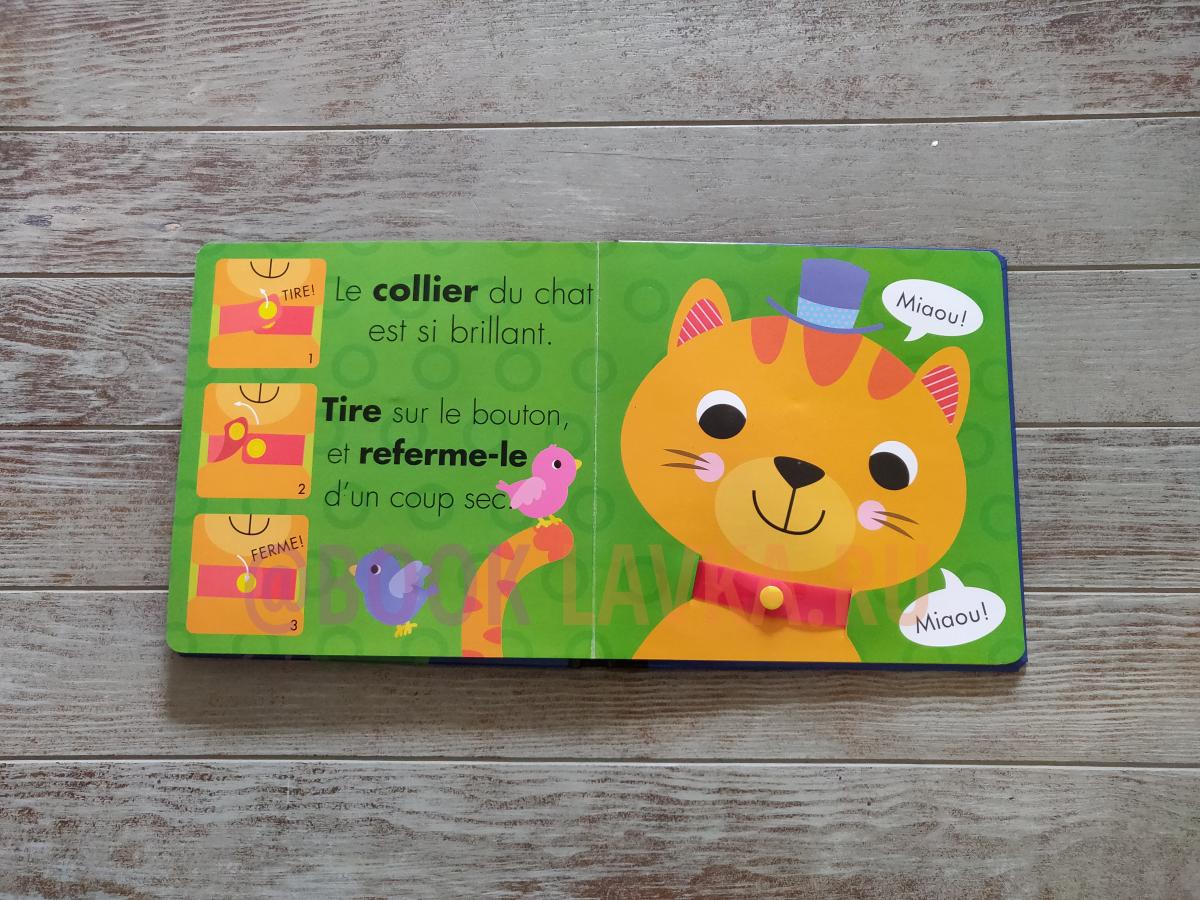 TIRE!
1
2
FERME!
3
Le collier du chat
est si brillant.
Tire sur le bouton,
et referme-le
d'un coup sec.
Miaou!
Miaou!
@BOOK LAVKA.RU